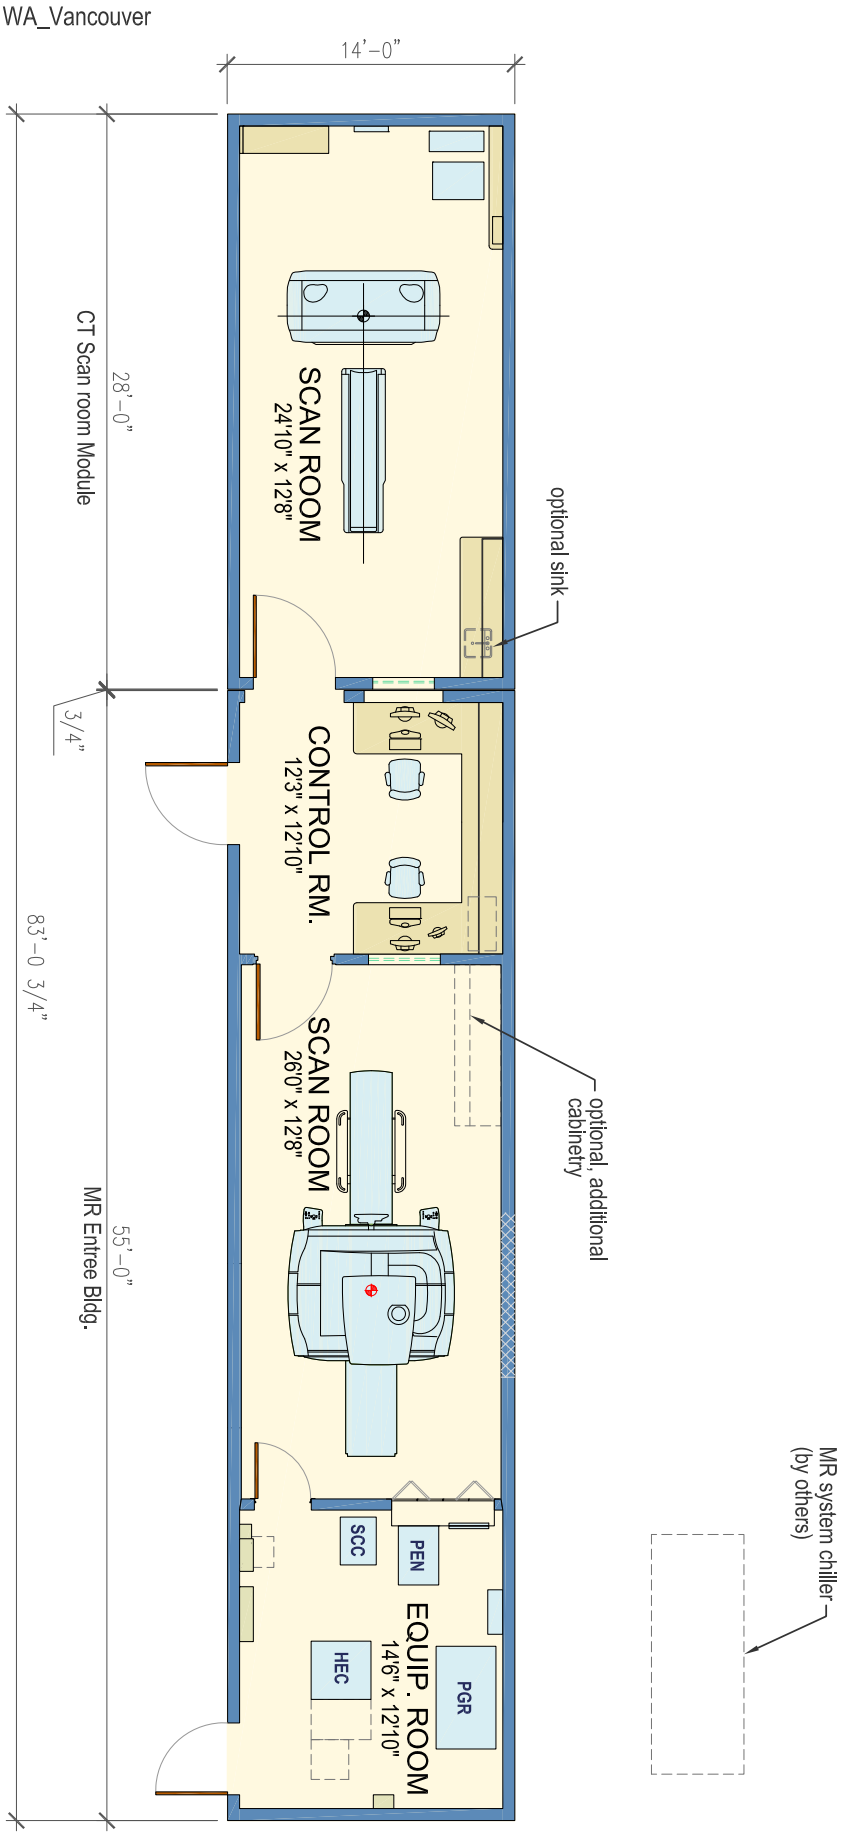 WA_Vancouver
14'-0"
28'-0"
CT Scan room Module
SCAN ROOM
24'10" x 12'8"
optional sink
3/4"
CONTROL RM.
12'3" x 12'10"
83'-0 3/4"
SCAN ROOM
26'0" x 12'8"
optional, additional
cabinetry
55'-0"
MR Entree Bldg.
MR system chiller
(by others)
SCC
PEN
EQUIP. ROOM
14'6" x 12'10"
HEC
PGR